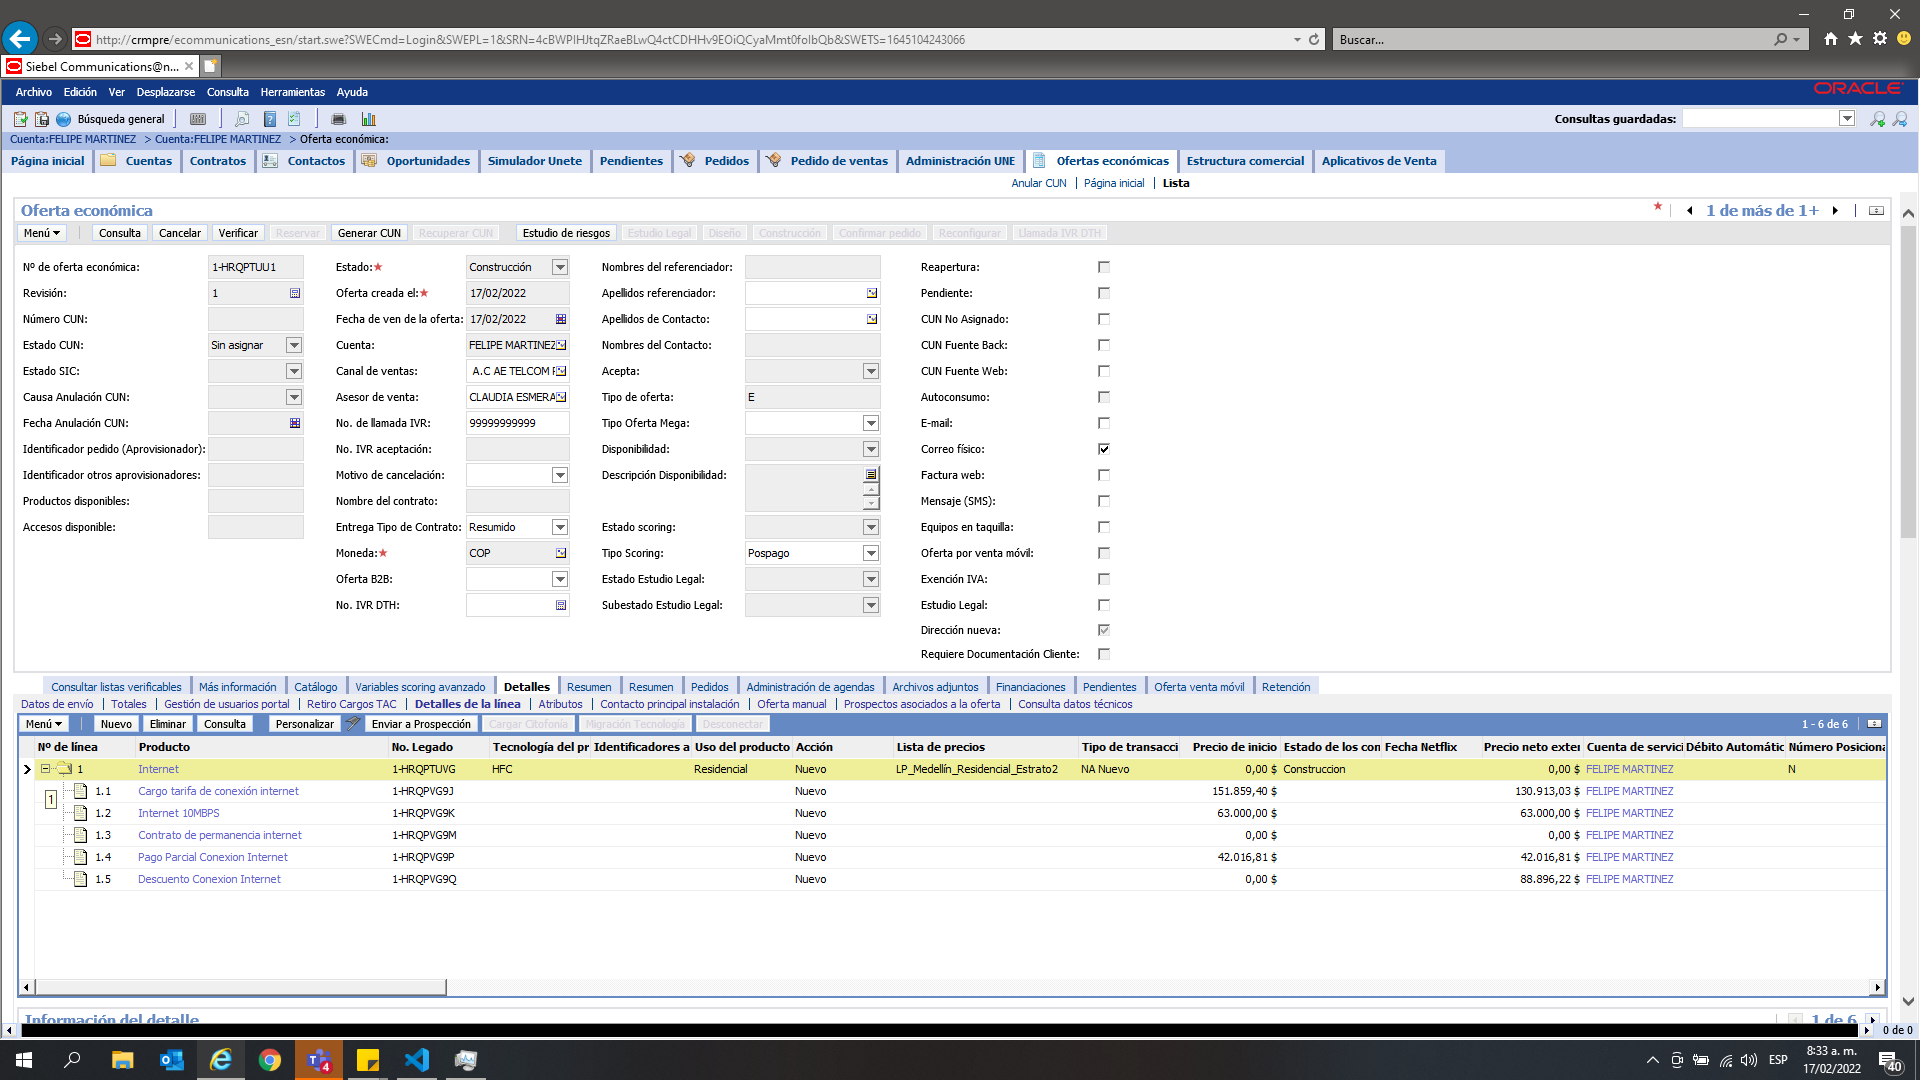 http://crmpre/ecommunications_esn/start.swe?SWECmd=Login&SWEPL=1&SRN=4cBWPIHJtqZRaeBLwQ4ctCDHHv9EOiQCyaMmt0folbQb&SWETS=1645104243066 Buscar...
Siebel Communications@n...
Archivo Edición Ver Desplazarse Consulta Herramientas Ayuda ORACLE
Búsqueda general Consultas guardadas:
Cuenta:FELIPE MARTINEZ > Cuenta:FELIPE MARTINEZ > Oferta económica:
Página inicial Cuentas Contratos Contactos Oportunidades Simulador Unete Pendientes Pedidos Pedido de ventas Administración UNE Ofertas económicas Estructura comercial Aplicativos de Venta
Anular CUN Página inicial Lista
Oferta económica 1 de más de 1+
Menú Consulta Cancelar Verificar Reservar Generar CUN Recuperar CUN Estudio de riesgos Estudio Legal Diseño Construcción Confirmar pedido Reconfigurar Llamada IVR DTH
Nº de oferta económica: 1-HRQPTUU1 Estado: Construcción Nombres del referenciador: Reapertura:
Revisión: 1 Oferta creada el: 17/02/2022 Apellidos referenciador: Pendiente:
Número CUN: Fecha de ven de la oferta: 17/02/2022 Apellidos de Contacto: CUN No Asignado:
Estado CUN: Sin asignar Cuenta: FELIPE MARTINEZ Nombres del Contacto: CUN Fuente Back:
Estado SIC: Canal de ventas: A.C AE TELCOM Acepta: CUN Fuente Web:
Causa Anulación CUN: Asesor de venta: CLAUDIA ESMERA Tipo de oferta: E Autoconsumo:
Fecha Anulación CUN: No. de llamada IVR: 99999999999 Tipo Oferta Mega: E-mail:
Identificador pedido (Aprovisionador): No. IVR aceptación: Disponibilidad: Correo físico:
Identificador otros aprovisionadores: Motivo de cancelación: Descripción Disponibilidad: Factura web:
Productos disponibles: Nombre del contrato: Mensaje (SMS):
Accesos disponible: Entrega Tipo de Contrato: Resumido Estado scoring: Equipos en taquilla:
Moneda: COP Tipo Scoring: Pospago Oferta por venta móvil:
Oferta B2B: Estado Estudio Legal: Exención IVA:
No. IVR DTH: Subestado Estudio Legal: Estudio Legal:
Dirección nueva:
Requiere Documentación Cliente:
Consultar listas verificables Más información Catálogo Variables scoring avanzado Detalles Resumen Resumen Pedidos Administración de agendas Archivos adjuntos Financiaciones Pendientes Oferta venta móvil Retención
Datos de envío Totales Gestión de usuarios portal Retiro Cargos TAC Detalles de la línea Atributos Contacto principal instalación Oferta manual Prospectos asociados a la oferta Consulta datos técnicos
Menú Nuevo Eliminar Consulta Personalizar Enviar a Prospección Cargar Citofonía Migración Tecnología Desconectar 1 - 6 de 6
Nº de línea Producto No. Legado Tecnología del pr Identificadores a Uso del producto Acción Lista de precios Tipo de transacci Precio de inicio Estado de los con Fecha Netflix Precio neto exter Cuenta de servici Débito Automátic Número Posiciona
1 Internet 1-HRQPTUVG HFC Residencial Nuevo LP_Medellín_Residencial_Estrato2 NA Nuevo 0,00 $ Construccion 0,00 $ FELIPE MARTINEZ N
1.1 Cargo tarifa de conexión internet 1-HRQPVG9J Nuevo 151.859,40 $ 130.913,03 $ FELIPE MARTINEZ
1
1.2 Internet 10MBPS 1-HRQPVG9K Nuevo 63.000,00 $ 63.000,00 $ FELIPE MARTINEZ
1.3 Contrato de permanencia internet 1-HRQPVG9M Nuevo 0,00 $ 0,00 $ FELIPE MARTINEZ
1.4 Pago Parcial Conexion Internet 1-HRQPVG9P Nuevo 42.016,81 $ 42.016,81 $ FELIPE MARTINEZ
1.5 Descuento Conexion Internet 1-HRQPVG9Q Nuevo 0,00 $ 88.896,22 $ FELIPE MARTINEZ
Información del detalle 1 de 6
0 de 0
4 ESP 8:33 a. m. 40
17/02/2022